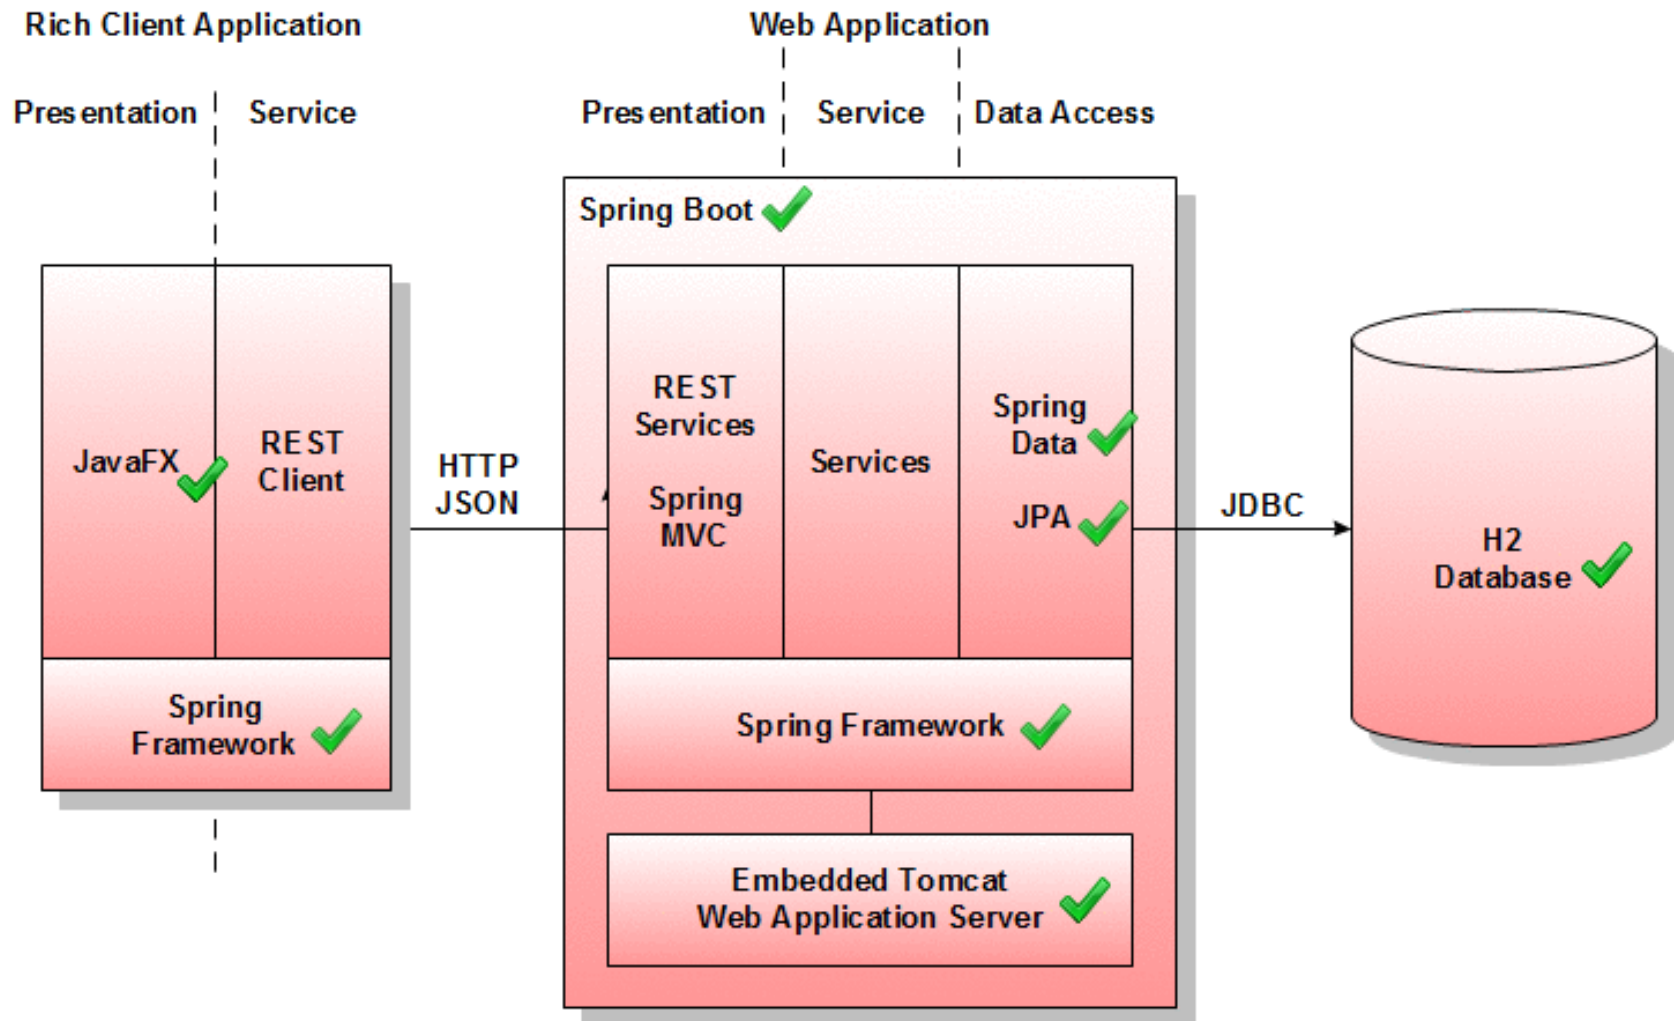 Rich Client Application
Web Application
Presentation
Service
Presentation
Service
Data Access
Spring Boot
JavaFX
REST
Client
HTTP
JSON
REST
Services
Spring
MVC
Services
Spring
Data
JPA
JDBC
H2
Database
Spring
Framework
Spring Framework
Embedded Tomcat
Web Application Server